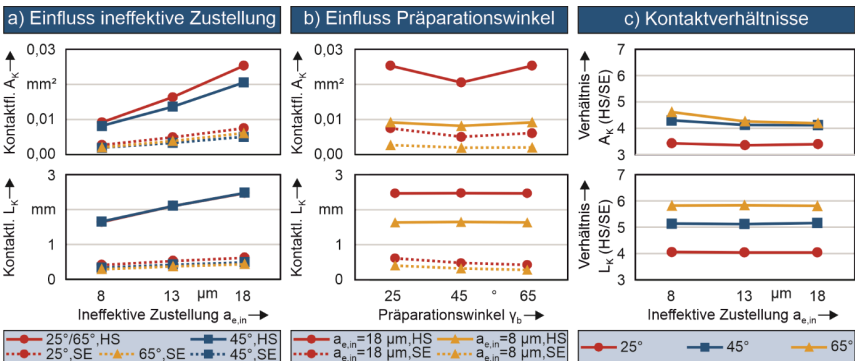 a) Einfluss ineffektive Zustellung
b) Einfluss Präparationswinkel
c) Kontaktverhältnisse
Kontaktfl. A_K
0,03
mm²
0,01
0,00
Kontaktl. L_K
3
mm
1
0
8 13 µm 18
Ineffektive Zustellung a_e,in
Kontaktfl. A_K
0,03
mm²
0,01
0,00
Kontaktl. L_K
3
mm
1
0
25 45 ° 65
Präparationswinkel γ_b
Verhältnis
A_K (HS/SE)
7
6
5
4
3
Verhältnis
L_K (HS/SE)
7
6
5
4
3
8 13 µm 18
Ineffektive Zustellung a_e,in
25°/65°,HS 45°,HS
25°,SE 65°,SE 45°,SE
a_e,in=18 µm,HS a_e,in=8 µm,HS
a_e,in=18 µm,SE a_e,in=8 µm,SE
25° 45° 65°